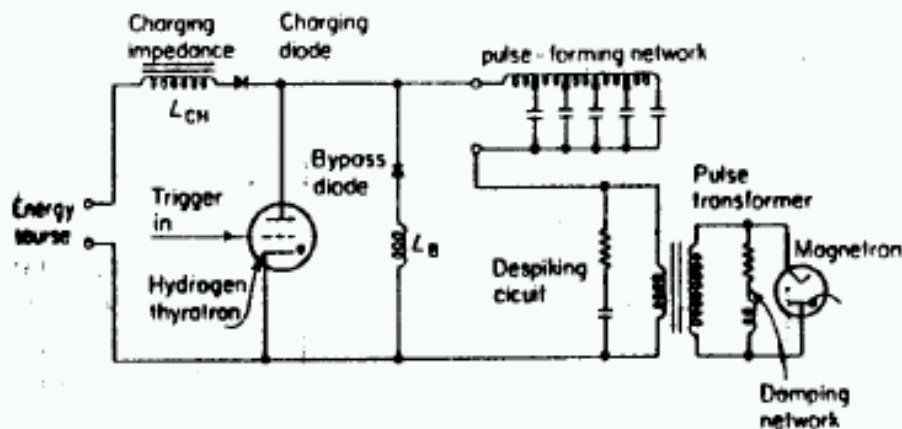 Charging
impedance
Charging
diode
pulse - forming network
L_CH
Bypass
diode
Pulse
transformer
Energy
sourse
Trigger
in
L_B
Magnetron
Despiking
cicuit
Hydrogen
thyratron
Damping
network